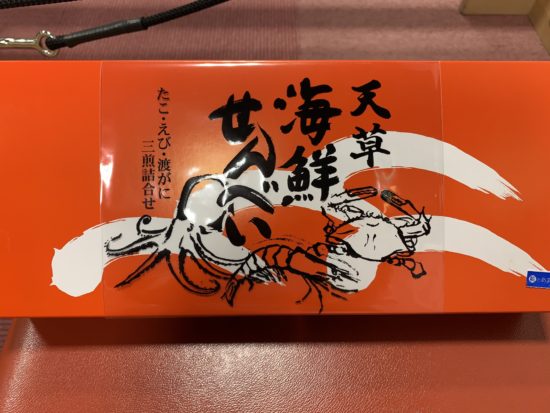 天草
海鮮
せんべい
たこ・えび・渡がに
三煎詰合せ